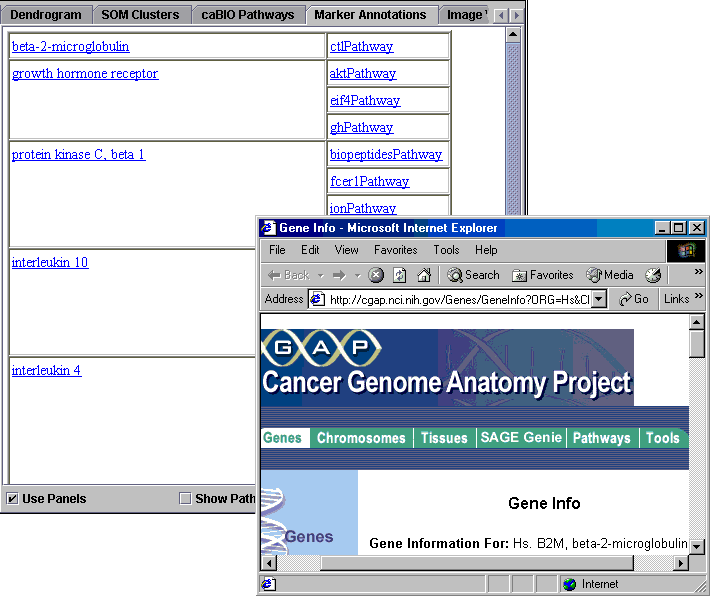 Dendrogram SOM Clusters caBIO Pathways Marker Annotations Image
beta-2-microglobulin ctlPathway
growth hormone receptor aktPathway
eif4Pathway
ghPathway
protein kinase C, beta 1 biopeptidesPathway
fcer1Pathway
ionPathway
interleukin 10
interleukin 4
Use Panels Show Path
Gene Info - Microsoft Internet Explorer
File Edit View Favorites Tools Help
Back Search Favorites Media »
Address http://cgap.nci.nih.gov/Genes/GeneInfo?ORG=Hs&CI Go Links »
GAP
Cancer Genome Anatomy Project
Genes Chromosomes Tissues SAGE Genie Pathways Tools
Gene Info
Genes
Gene Information For: Hs. B2M, beta-2-microglobulin
Internet